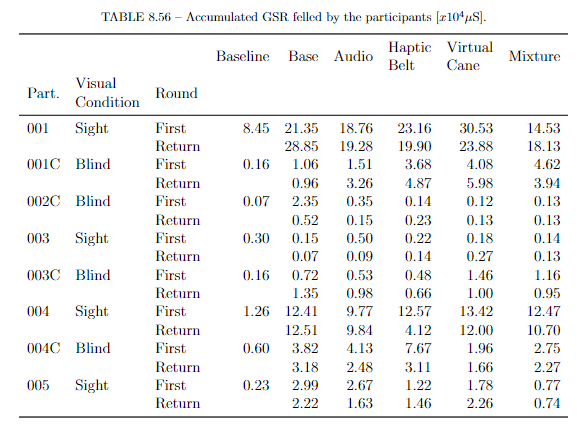 TABLE 8.56 – Accumulated GSR felled by the participants [x10⁴μS].
Baseline Base Audio Haptic Belt Virtual Cane Mixture
Part. Visual Condition Round
001 Sight First 8.45 21.35 18.76 23.16 30.53 14.53
Return 28.85 19.28 19.90 23.88 18.13
001C Blind First 0.16 1.06 1.51 3.68 4.08 4.62
Return 0.96 3.26 4.87 5.98 3.94
002C Blind First 0.07 2.35 0.35 0.14 0.12 0.13
Return 0.52 0.15 0.23 0.13 0.13
003 Sight First 0.30 0.15 0.50 0.22 0.18 0.14
Return 0.07 0.09 0.14 0.27 0.13
003C Blind First 0.16 0.72 0.53 0.48 1.46 1.16
Return 1.35 0.98 0.66 1.00 0.95
004 Sight First 1.26 12.41 9.77 12.57 13.42 12.47
Return 12.51 9.84 4.12 12.00 10.70
004C Blind First 0.60 3.82 4.13 7.67 1.96 2.75
Return 3.18 2.48 3.11 1.66 2.27
005 Sight First 0.23 2.99 2.67 1.22 1.78 0.77
Return 2.22 1.63 1.46 2.26 0.74